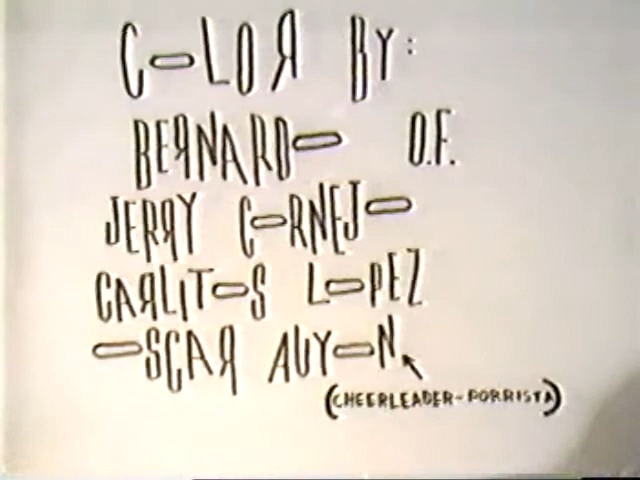 COLOR BY:
BERNARDO O.F.
JERRY CORNEJO
CARLITOS LOPEZ
OSCAR AUYON
(CHEERLEADER-PORRISTA)